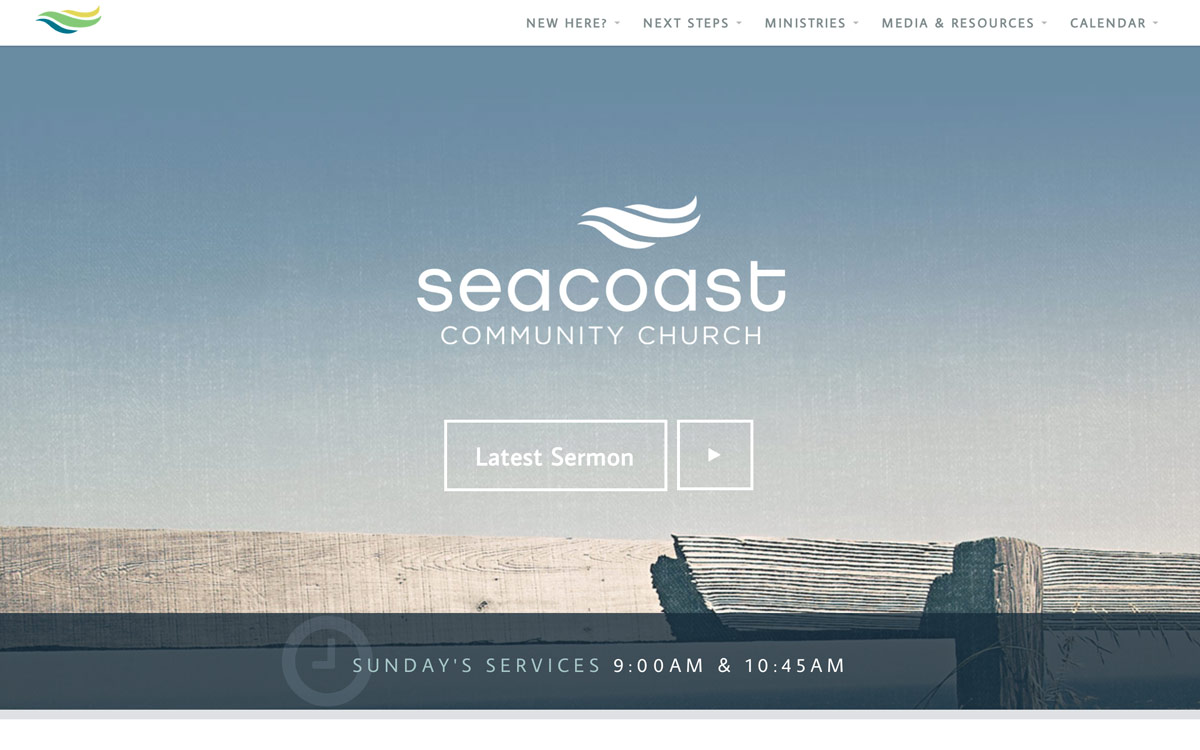 NEW HERE? NEXT STEPS MINISTRIES MEDIA & RESOURCES CALENDAR
seacoast
COMMUNITY CHURCH
Latest Sermon
SUNDAY'S SERVICES 9:00AM & 10:45AM